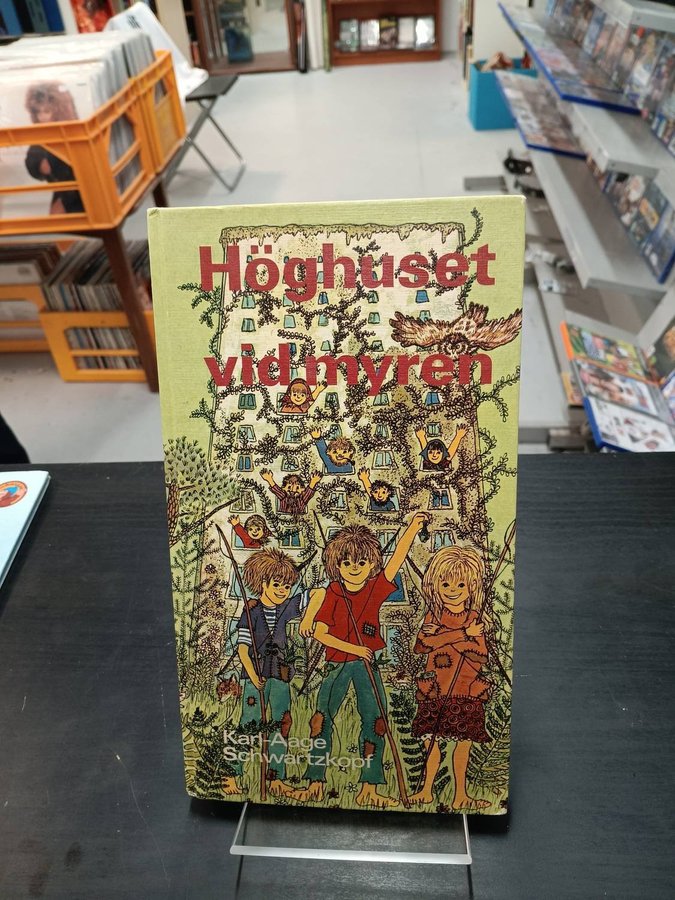 Höghuset
vid myren
Karl-Aage
Schwartzkopf